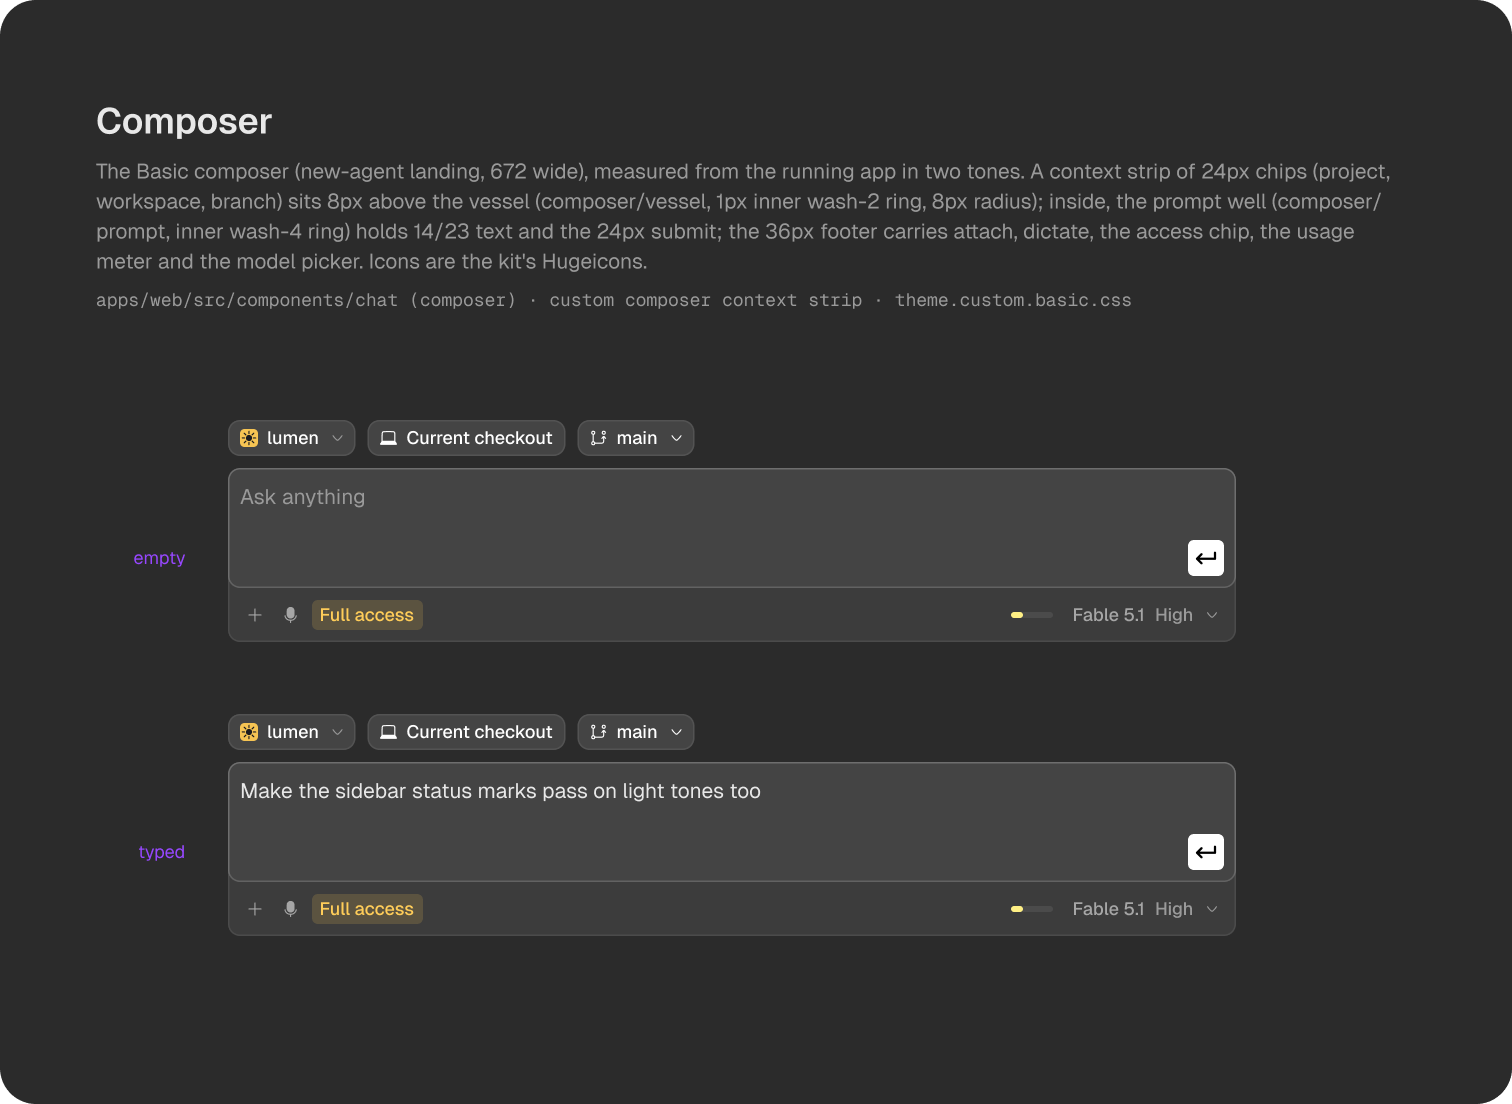 Composer
The Basic composer (new-agent landing, 672 wide), measured from the running app in two tones. A context strip of 24px chips (project,
workspace, branch) sits 8px above the vessel (composer/vessel, 1px inner wash-2 ring, 8px radius); inside, the prompt well (composer/
prompt, inner wash-4 ring) holds 14/23 text and the 24px submit; the 36px footer carries attach, dictate, the access chip, the usage
meter and the model picker. Icons are the kit's Hugeicons.
apps/web/src/components/chat (composer) · custom composer context strip · theme.custom.basic.css
lumen Current checkout main
Ask anything
empty
Full access Fable 5.1 High
lumen Current checkout main
Make the sidebar status marks pass on light tones too
typed
Full access Fable 5.1 High